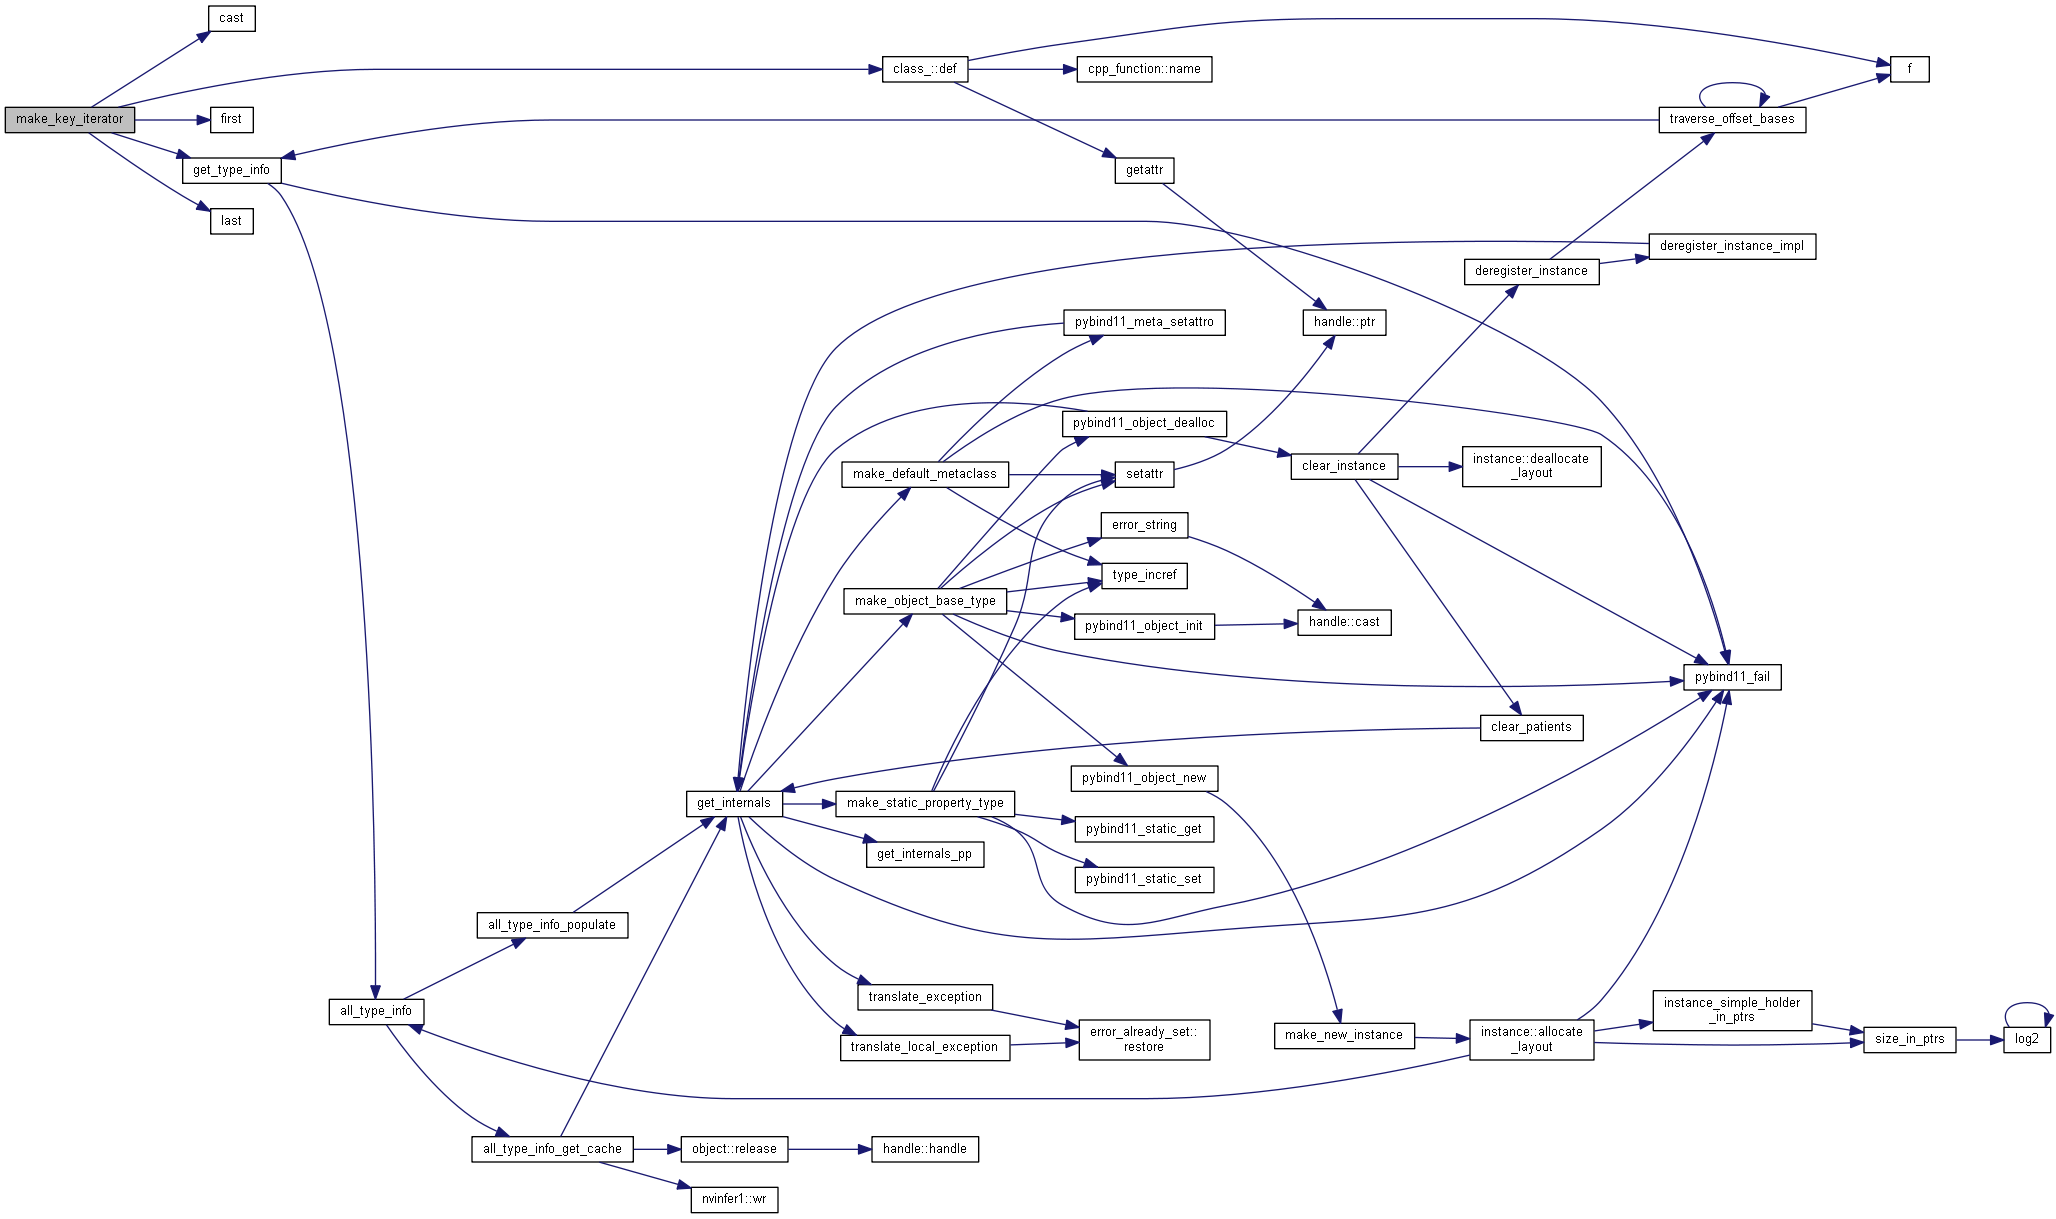 cast
class_::def
cpp_function::name
f
make_key_iterator
first
traverse_offset_bases
get_type_info
getattr
last
deregister_instance_impl
deregister_instance
pybind11_meta_setattro
handle::ptr
pybind11_object_dealloc
make_default_metaclass
setattr
clear_instance
instance::deallocate
_layout
error_string
type_incref
make_object_base_type
pybind11_object_init
handle::cast
pybind11_fail
clear_patients
pybind11_object_new
get_internals
make_static_property_type
pybind11_static_get
get_internals_pp
pybind11_static_set
all_type_info_populate
translate_exception
all_type_info
instance_simple_holder
_in_ptrs
error_already_set::
restore
translate_local_exception
make_new_instance
instance::allocate
_layout
size_in_ptrs
log2
all_type_info_get_cache
object::release
handle::handle
nvinfer1::wr